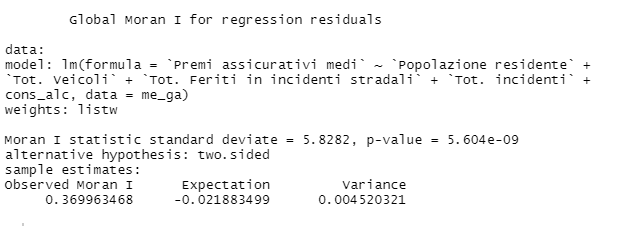 Global Moran I for regression residuals
data:
model: lm(formula = `Premi assicurativi medi` ~ `Popolazione residente` +
`Tot. Veicoli` + `Tot. Feriti in incidenti stradali` + `Tot. incidenti` +
cons_alc, data = me_ga)
weights: listw
Moran I statistic standard deviate = 5.8282, p-value = 5.604e-09
alternative hypothesis: two.sided
sample estimates:
Observed Moran I Expectation Variance
0.369963468 -0.021883499 0.004520321